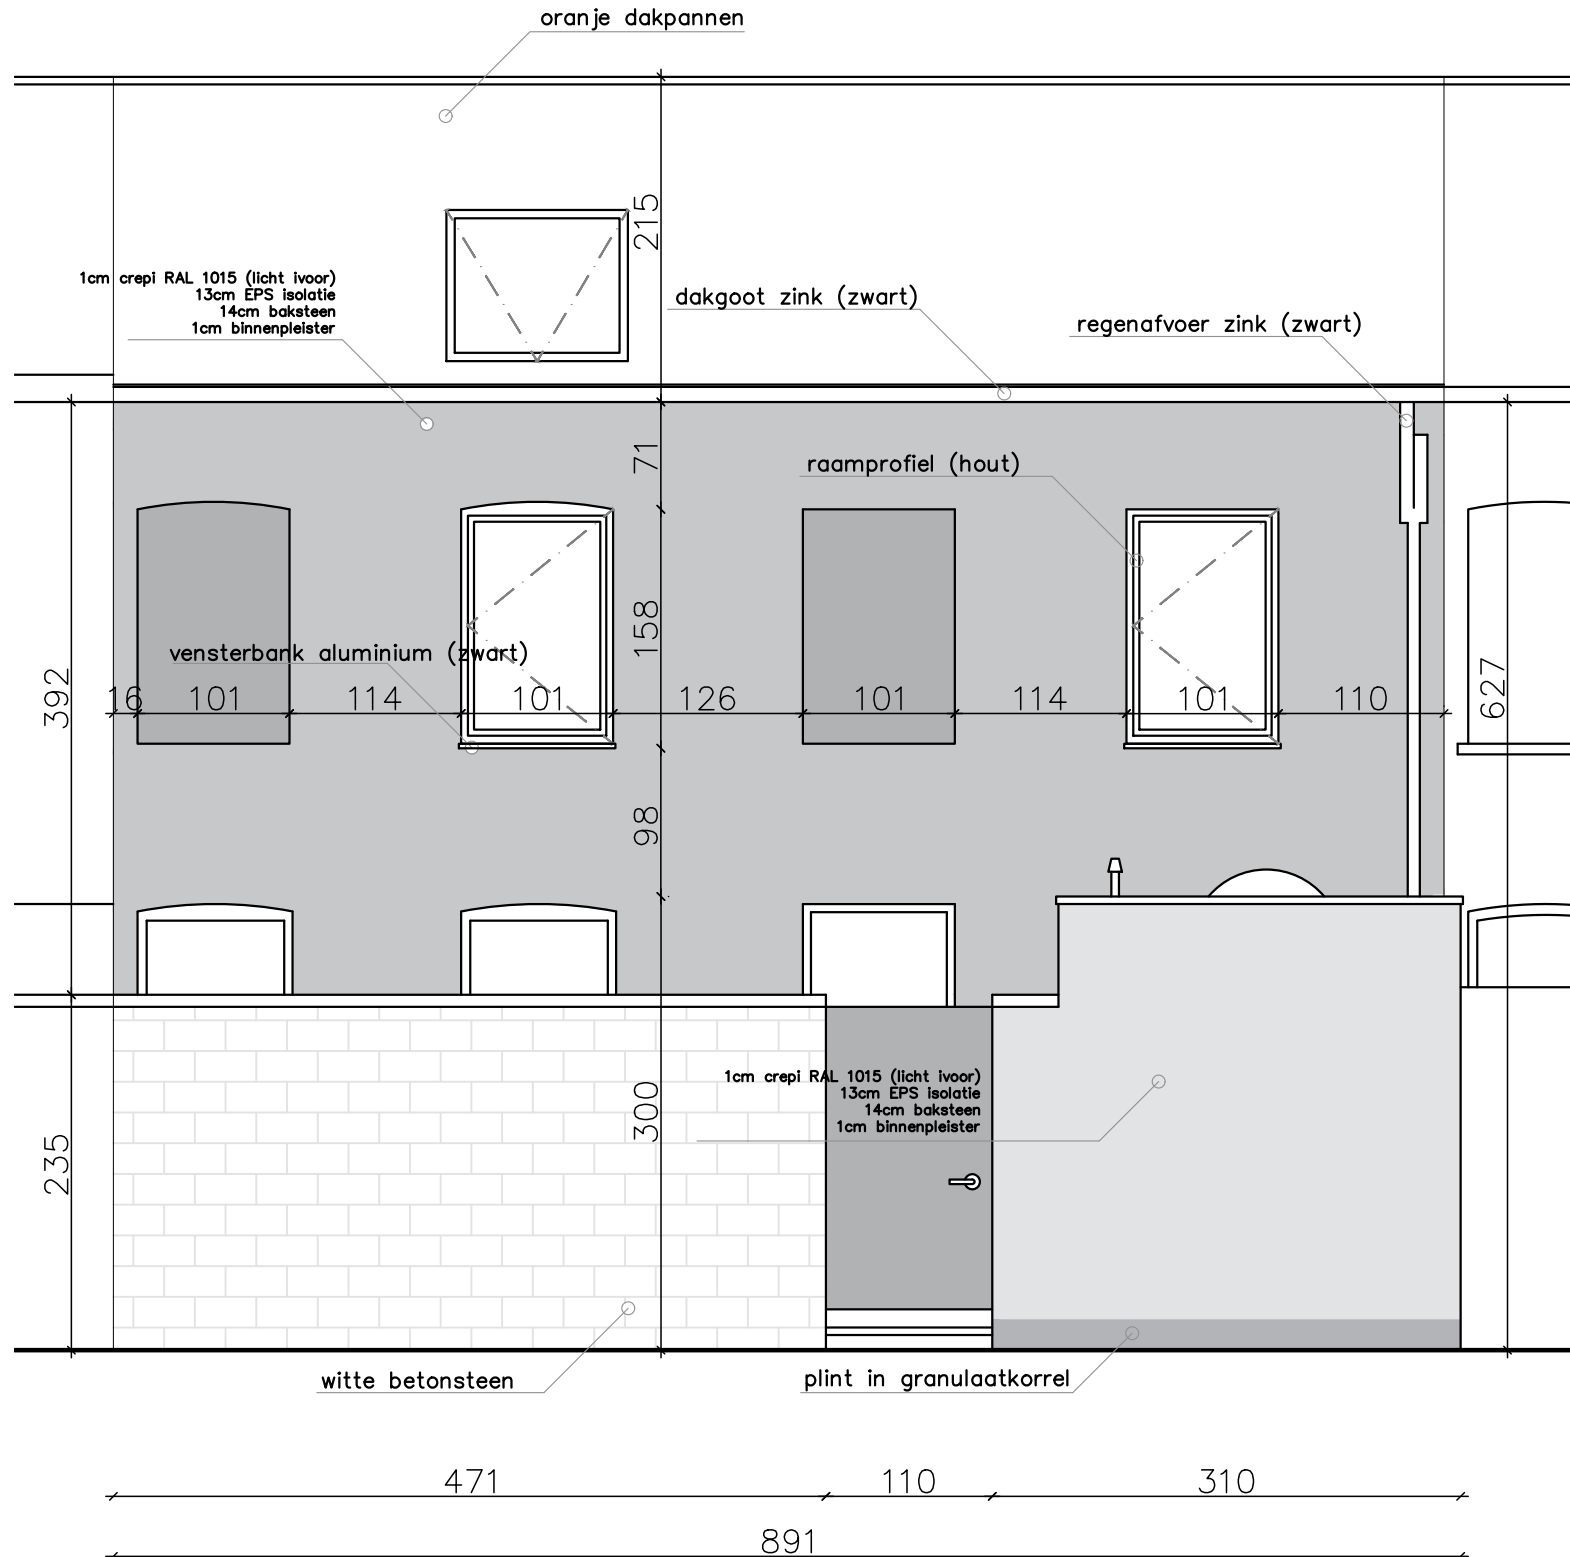 oranje dakpannen
215
1cm crepi RAL 1015 (licht ivoor)
13cm EPS isolatie
14cm baksteen
1cm binnenpleister
dakgoot zink (zwart)
regenafvoer zink (zwart)
71
raamprofiel (hout)
158
vensterbank aluminium (zwart)
392
627
16 101 114 101 126 101 114 101 110
98
1cm crepi RAL 1015 (licht ivoor)
13cm EPS isolatie
14cm baksteen
1cm binnenpleister
300
235
witte betonsteen
plint in granulaatkorrel
471 110 310
891